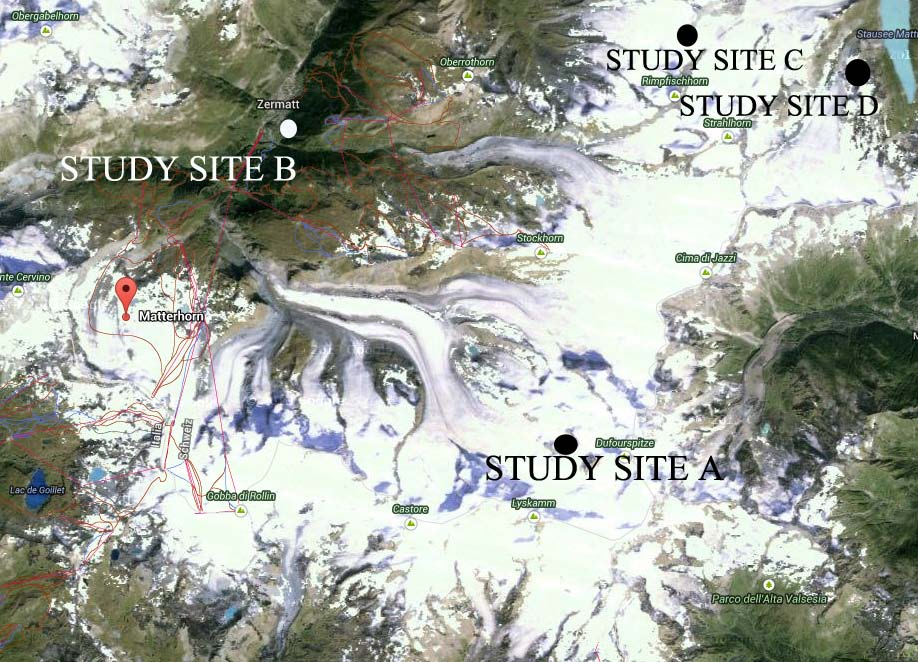 Obergabelhorn
Stausee Matt
STUDY SITE C
Oberrothorn
Rimpfischhorn
Zermatt
STUDY SITE D
Strahlhorn
STUDY SITE B
Stockhorn
Cima di Jazzi
nte Cervino
Matterhorn
Italia
Schweiz
Dufourspitze
STUDY SITE A
Lac de Goillet
Gobba di Rollin
Castore
Lyskamm
Parco dell'Alta Valsesia